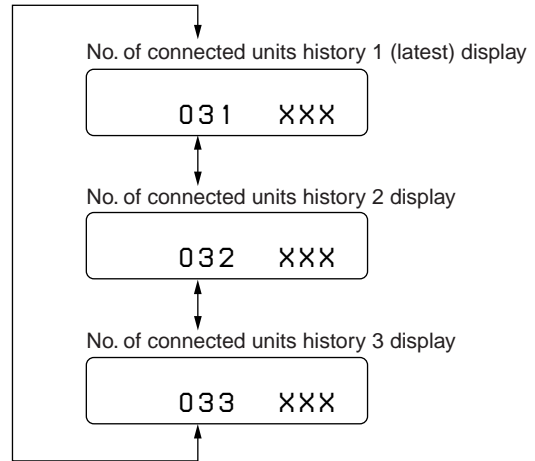 No. of connected units history 1 (latest) display
031 XXX
No. of connected units history 2 display
032 XXX
No. of connected units history 3 display
033 XXX